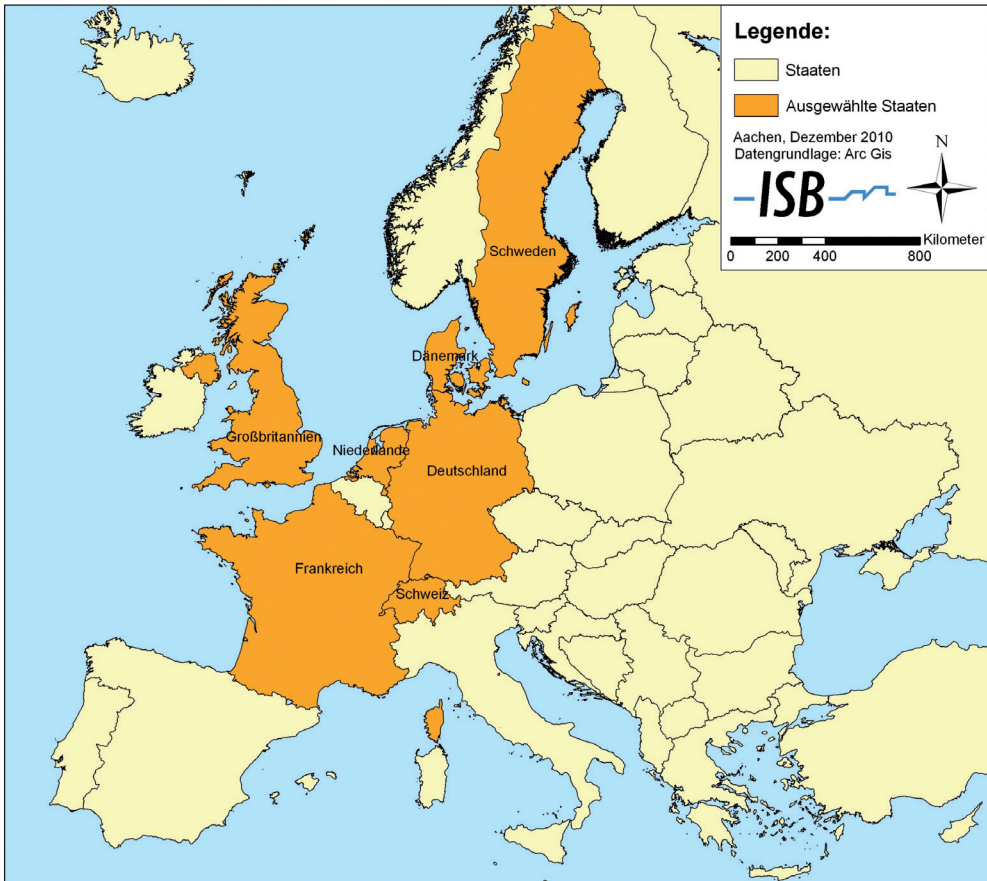 Legende:
Staaten
Ausgewählte Staaten
Aachen, Dezember 2010
Datengrundlage: Arc Gis
N
ISB
Kilometer
0 200 400 800
Schweden
Dänemark
Großbritannien
Niederlande
Deutschland
Frankreich
Schweiz